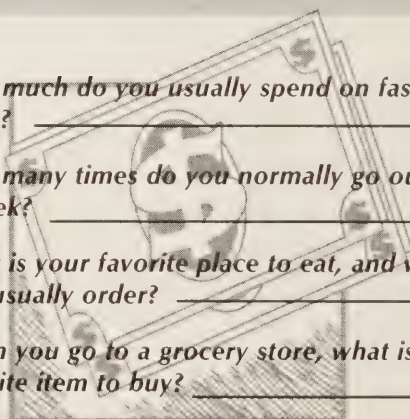 much do you usually spend on fas
?
many times do you normally go ou
ek?
is your favorite place to eat, and w
usually order?
n you go to a grocery store, what is
ite item to buy?